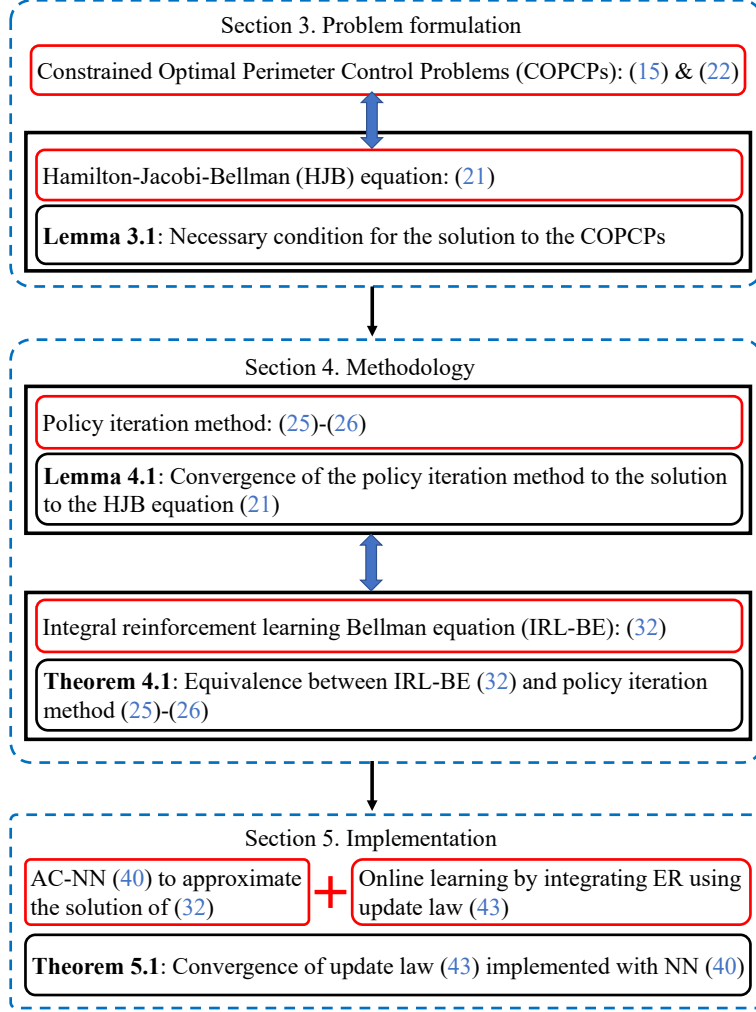 Section 3. Problem formulation
Constrained Optimal Perimeter Control Problems (COPCPs): (15) & (22)
Hamilton-Jacobi-Bellman (HJB) equation: (21)
Lemma 3.1: Necessary condition for the solution to the COPCPs
Section 4. Methodology
Policy iteration method: (25)-(26)
Lemma 4.1: Convergence of the policy iteration method to the solution
to the HJB equation (21)
Integral reinforcement learning Bellman equation (IRL-BE): (32)
Theorem 4.1: Equivalence between IRL-BE (32) and policy iteration
method (25)-(26)
Section 5. Implementation
AC-NN (40) to approximate
the solution of (32)
+
Online learning by integrating ER using
update law (43)
Theorem 5.1: Convergence of update law (43) implemented with NN (40)